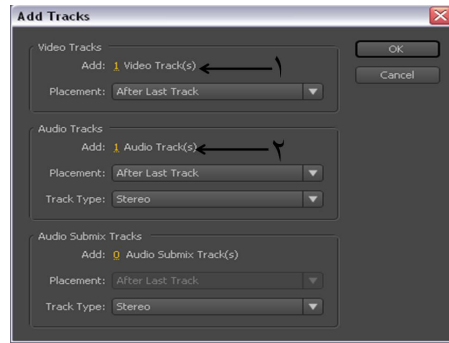 Add Tracks
Video Tracks
Add: 1 Video Track(s) ١
Placement: After Last Track
Audio Tracks
Add: 1 Audio Track(s) ٢
Placement: After Last Track
Track Type: Stereo
Audio Submix Tracks
Add: 0 Audio Submix Track(s)
Placement: After Last Track
Track Type: Stereo
OK
Cancel